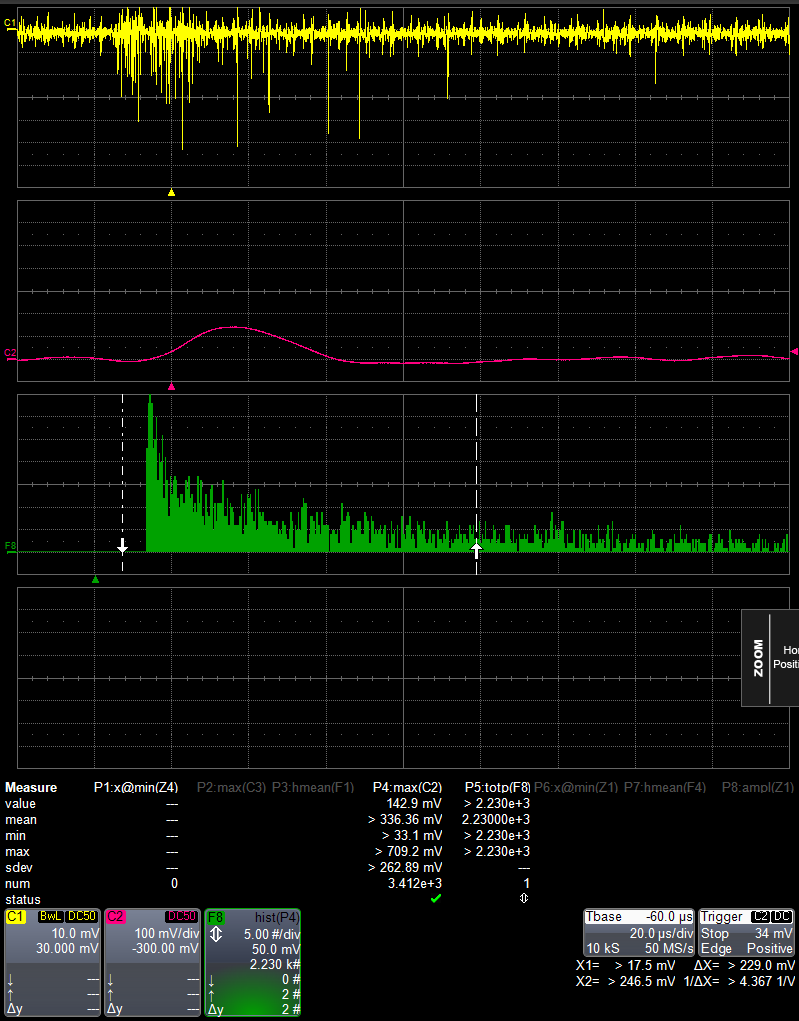 C1
C2
F8
ZOOM
Ho
Positi
Measure P1:x@min(Z4) P2:max(C3) P3:hmean(F1) P4:max(C2) P5:totp(F8) P6:x@min(Z1) P7:hmean(F4) P8:ampl(Z1)
value --- 142.9 mV > 2.230e+3
mean --- > 336.36 mV 2.23000e+3
min --- > 33.1 mV > 2.230e+3
max --- > 709.2 mV > 2.230e+3
sdev --- > 262.89 mV ---
num 0 3.412e+3 1
status
C1 BwL DC50
10.0 mV
30.000 mV
↓ ---
↑ ---
Δy ---
C2 DC50
100 mV/div
-300.00 mV
↓ ---
↑ ---
Δy ---
F8 hist(P4)
5.00 #/div
50.0 mV
2.230 k#
↓ 0 #
↑ 2 #
Δy 2 #
Tbase -60.0 µs
20.0 µs/div
10 kS 50 MS/s
Trigger C2 DC
Stop 34 mV
Edge Positive
X1= > 17.5 mV ΔX= > 229.0 mV
X2= > 246.5 mV 1/ΔX= > 4.367 1/V